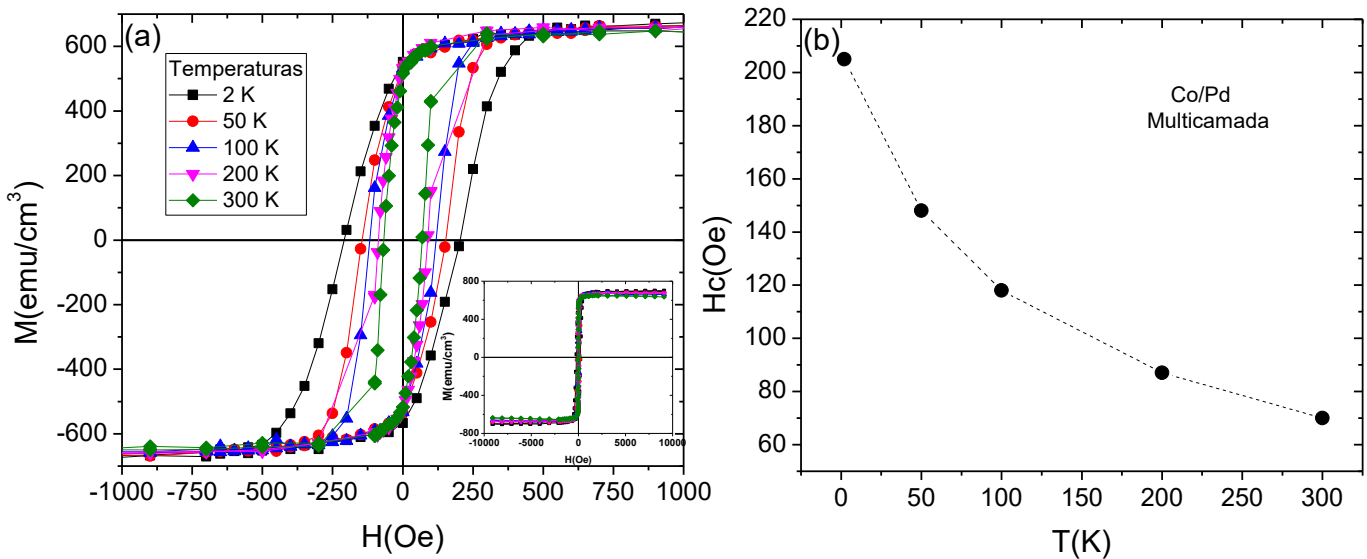 (a)
M(emu/cm³)
600
400
200
0
-200
-400
-600
Temperaturas
2 K
50 K
100 K
200 K
300 K
M(emu/cm³)
800
400
0
-400
-800
-10000 -5000 0 5000 10000
H(Oe)
-1000 -750 -500 -250 0 250 500 750 1000
H(Oe)
(b)
Hc(Oe)
220
200
180
160
140
120
100
80
60
Co/Pd
Multicamada
0 50 100 150 200 250 300
T(K)